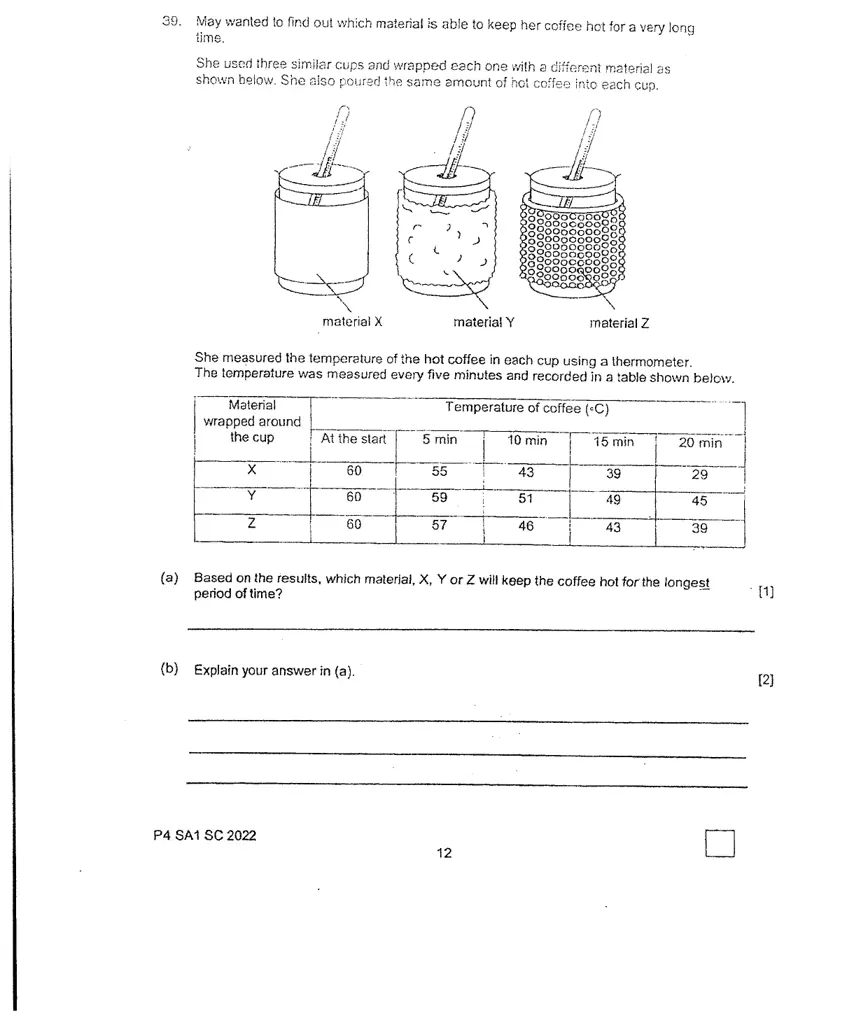 39. May wanted to find out which material is able to keep her coffee hot for a very long
time.
She used three similar cups and wrapped each one with a different material as
shown below. She also poured the same amount of hot coffee into each cup.
material X material Y material Z
She measured the temperature of the hot coffee in each cup using a thermometer.
The temperature was measured every five minutes and recorded in a table shown below.
Material Temperature of coffee (°C)
wrapped around
the cup At the start 5 min 10 min 15 min 20 min
X 60 55 43 39 29
Y 60 59 51 49 45
Z 60 57 46 43 39
(a) Based on the results, which material, X, Y or Z will keep the coffee hot for the longest [1]
period of time?
(b) Explain your answer in (a). [2]
P4 SA1 SC 2022
12